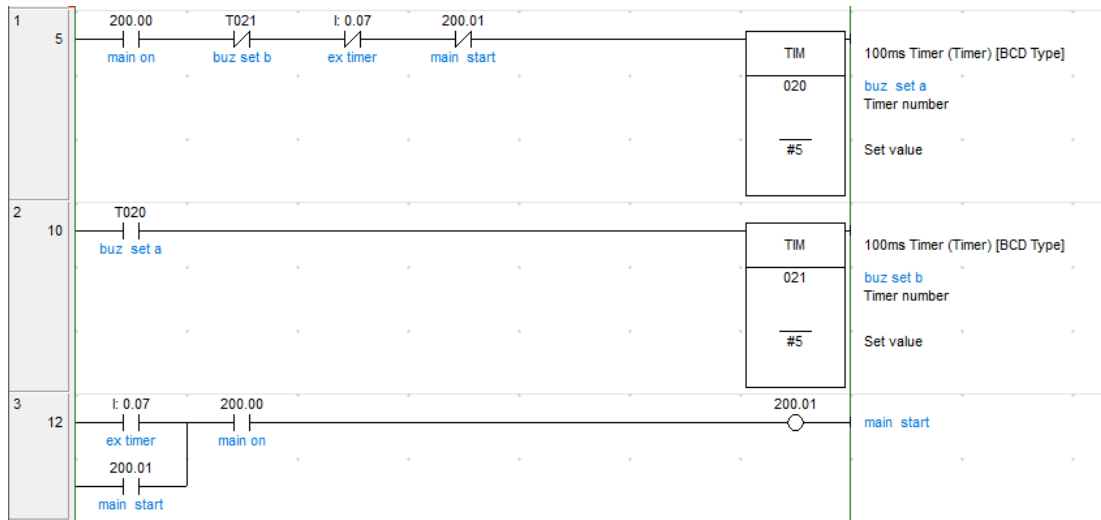 1
200.00 T021 I: 0.07 200.01
5
main on buz set b ex timer main start
TIM 100ms Timer (Timer) [BCD Type]
020 buz set a
Timer number
#5 Set value
2
T020
10
buz set a
TIM 100ms Timer (Timer) [BCD Type]
021 buz set b
Timer number
#5 Set value
3
I: 0.07 200.00 200.01
12
main start
ex timer main on
200.01
main start